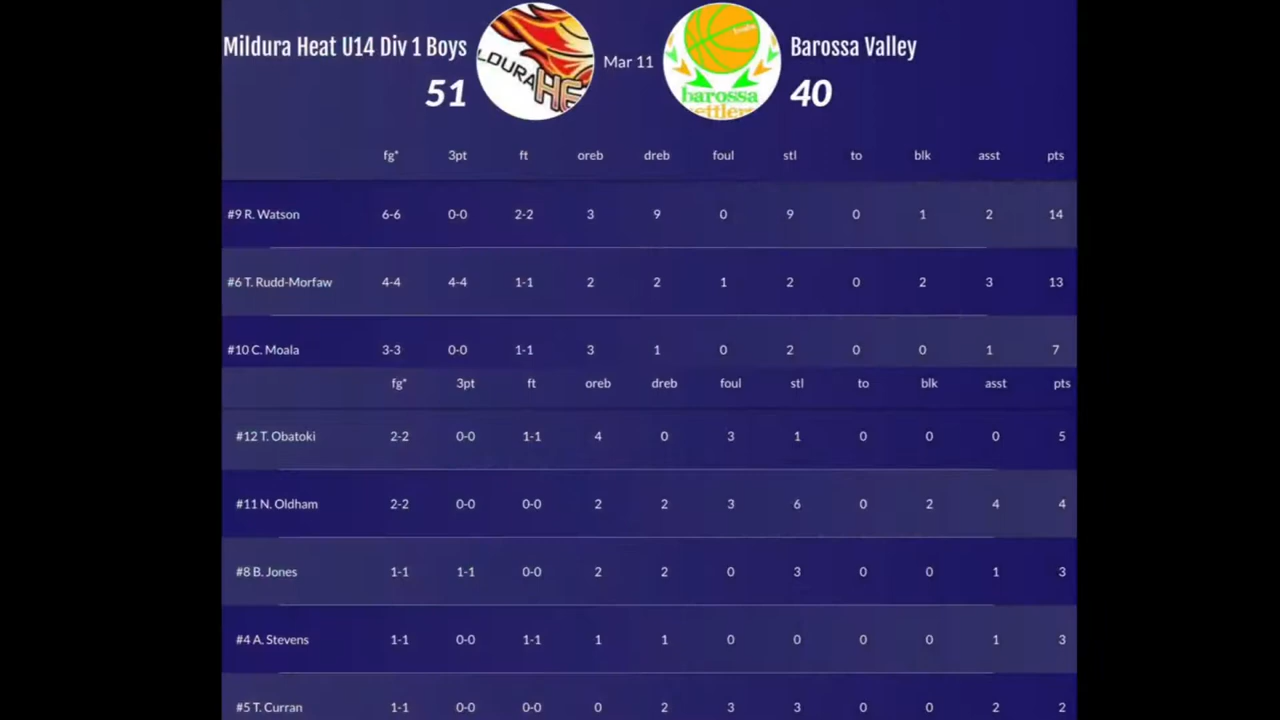 Mildura Heat U14 Div 1 Boys
51
LDURA HE
Mar 11
barossa
ettlers
Barossa Valley
40
fg* 3pt ft oreb dreb foul stl to blk asst pts
#9 R. Watson 6-6 0-0 2-2 3 9 0 9 0 1 2 14
#6 T. Rudd-Morfaw 4-4 4-4 1-1 2 2 1 2 0 2 3 13
#10 C. Moala 3-3 0-0 1-1 3 1 0 2 0 0 1 7
fg* 3pt ft oreb dreb foul stl to blk asst pts
#12 T. Obatoki 2-2 0-0 1-1 4 0 3 1 0 0 0 5
#11 N. Oldham 2-2 0-0 0-0 2 2 3 6 0 2 4 4
#8 B. Jones 1-1 1-1 0-0 2 2 0 3 0 0 1 3
#4 A. Stevens 1-1 0-0 1-1 1 1 0 0 0 0 1 3
#5 T. Curran 1-1 0-0 0-0 0 2 3 3 0 0 2 2